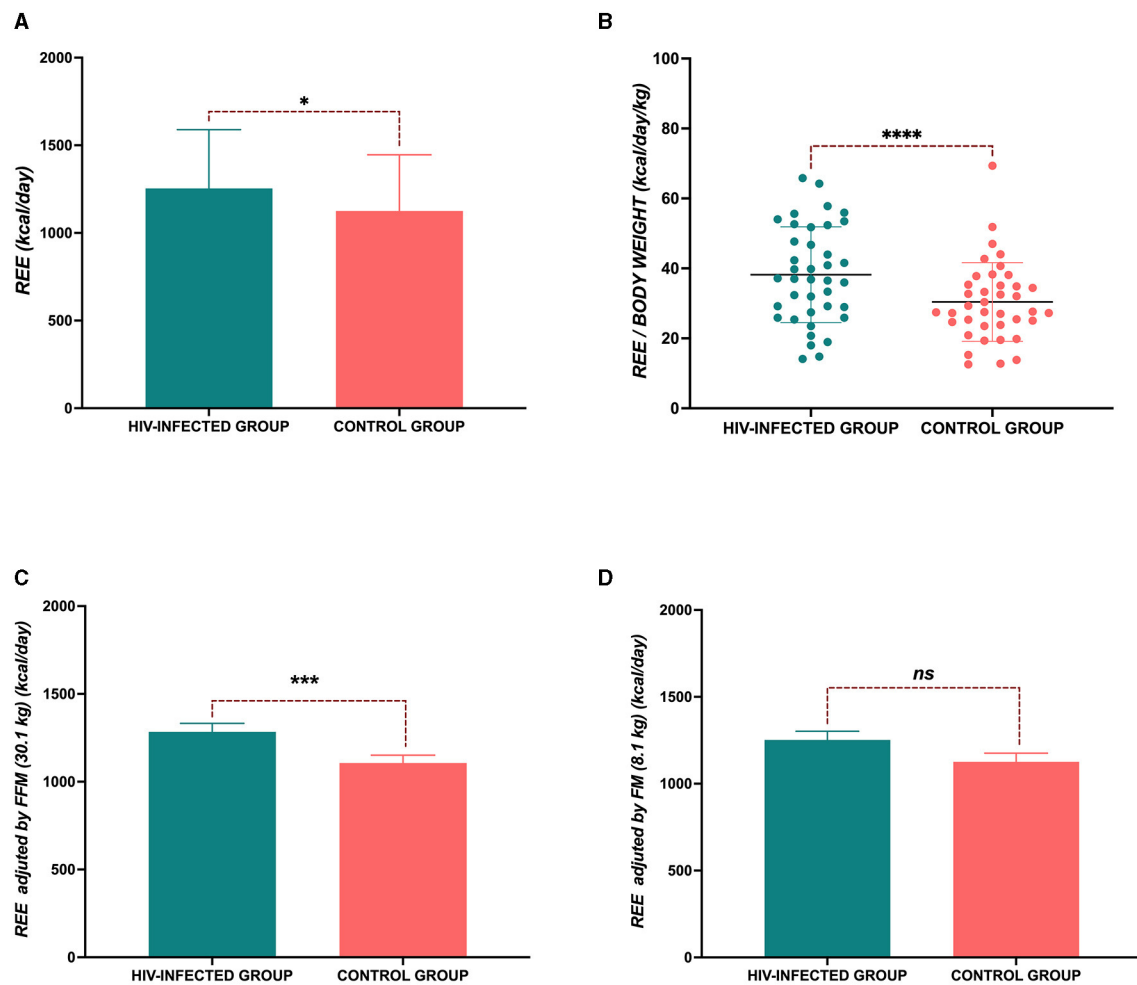 A
REE (kcal/day)
2000
1500
1000
500
0
*
HIV-INFECTED GROUP
CONTROL GROUP
B
REE / BODY WEIGHT (kcal/day/kg)
100
80
60
40
20
0
****
HIV-INFECTED GROUP
CONTROL GROUP
C
REE adjuted by FFM (30.1 kg) (kcal/day)
2000
1500
1000
500
0
***
HIV-INFECTED GROUP
CONTROL GROUP
D
REE adjuted by FM (8.1 kg) (kcal/day)
2000
1500
1000
500
0
ns
HIV-INFECTED GROUP
CONTROL GROUP